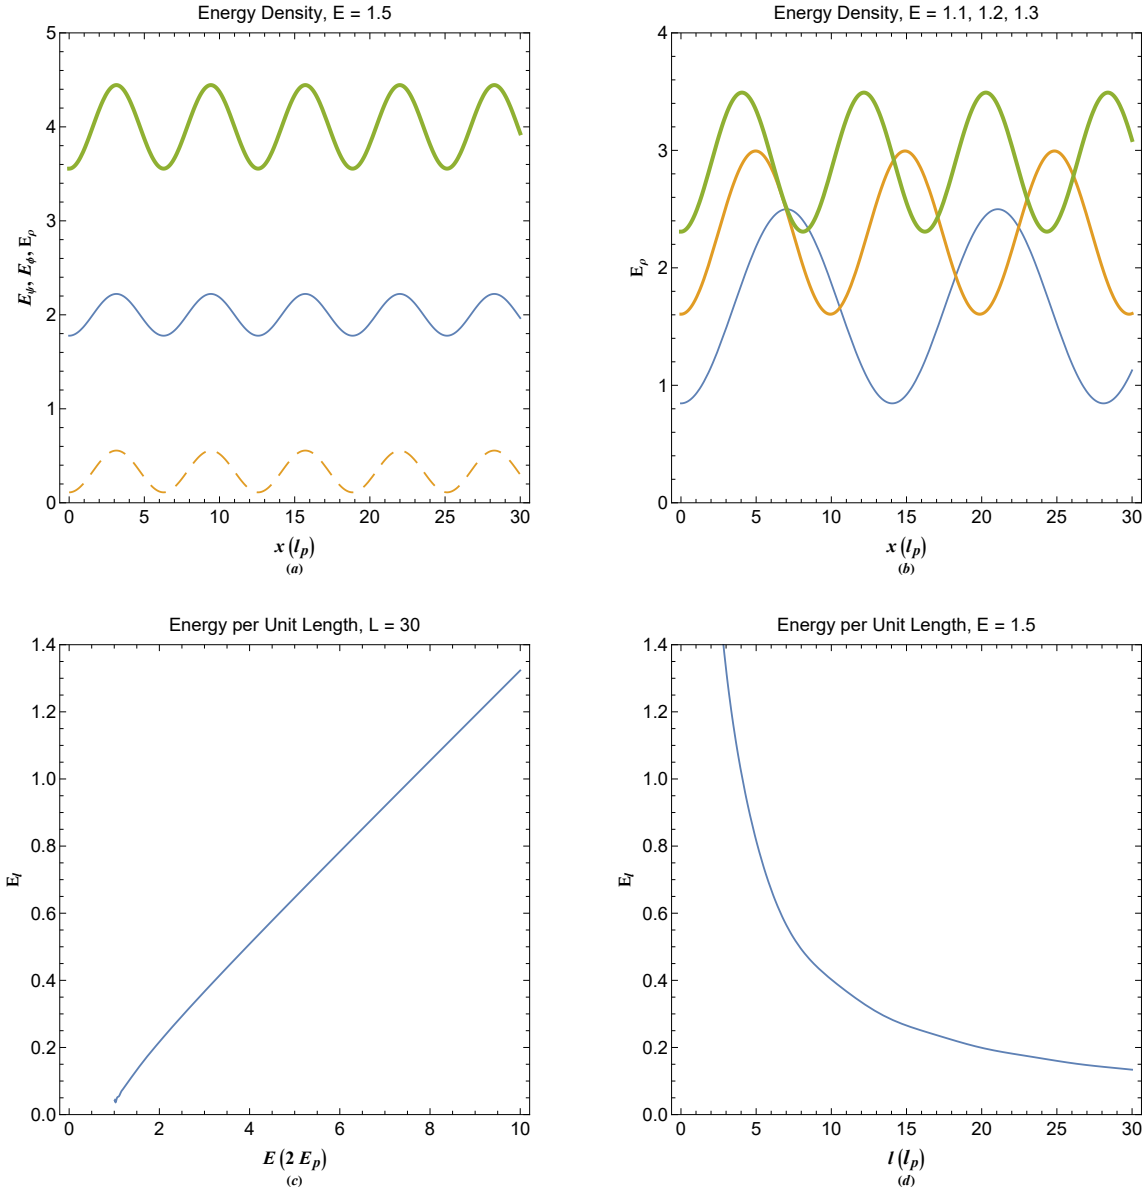 Energy Density, E = 1.5
5
4
3
2
1
0
E_ψ, E_ϕ, E_ρ
0 5 10 15 20 25 30
x (l_p)
(a)
Energy Density, E = 1.1, 1.2, 1.3
4
3
2
1
0
E_ρ
0 5 10 15 20 25 30
x (l_p)
(b)
Energy per Unit Length, L = 30
1.4
1.2
1.0
0.8
0.6
0.4
0.2
0.0
E_l
0 2 4 6 8 10
E (2 E_p)
(c)
Energy per Unit Length, E = 1.5
1.4
1.2
1.0
0.8
0.6
0.4
0.2
0.0
E_l
0 5 10 15 20 25 30
l (l_p)
(d)